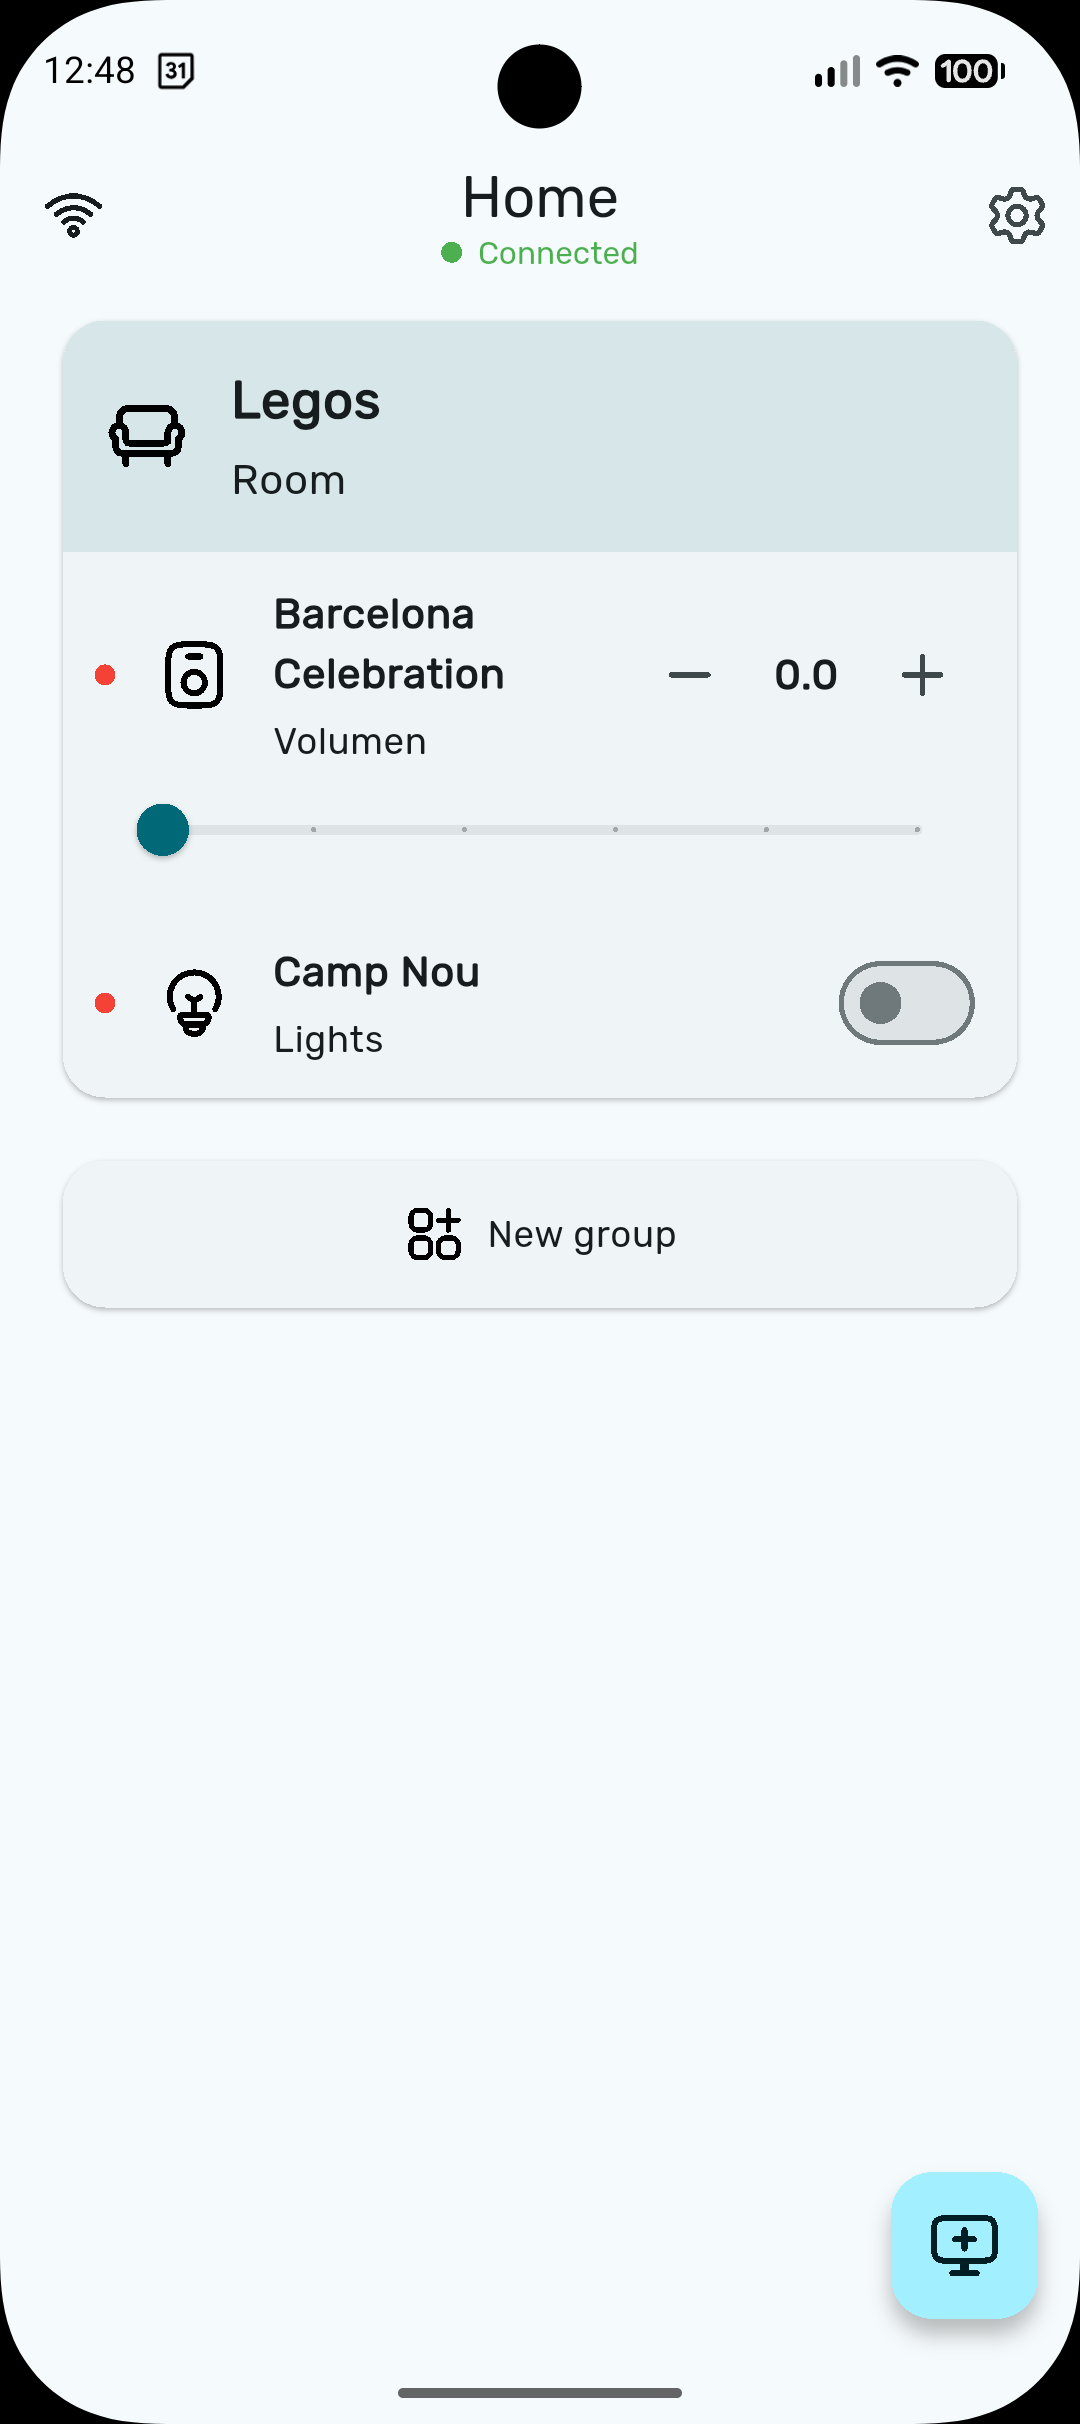 12:48
31
100
Home
Connected
Legos
Room
Barcelona
Celebration
Volumen
0.0
Camp Nou
Lights
New group